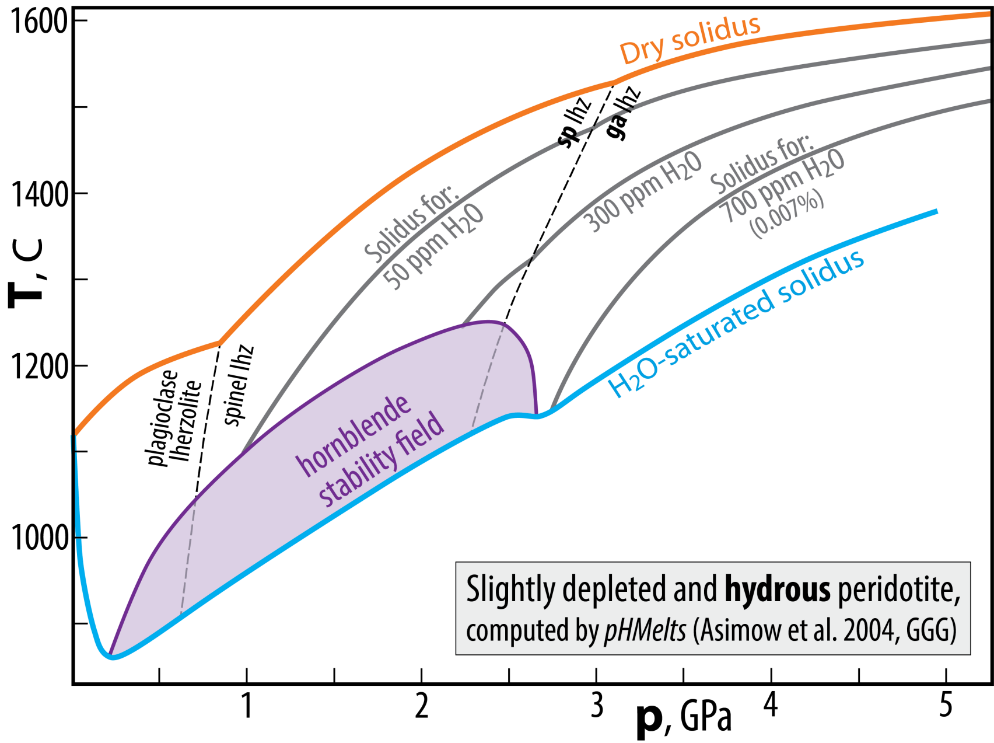 1600
1400
1200
1000
T, C
Dry solidus
sp lhz
ga lhz
Solidus for:
50 ppm H₂O
300 ppm H₂O
Solidus for:
700 ppm H₂O
(0.007%)
H₂O-saturated solidus
plagioclase
lherzolite
spinel lhz
hornblende
stability field
Slightly depleted and hydrous peridotite,
computed by pHMelts (Asimow et al. 2004, GGG)
1
2
3
4
5
p, GPa